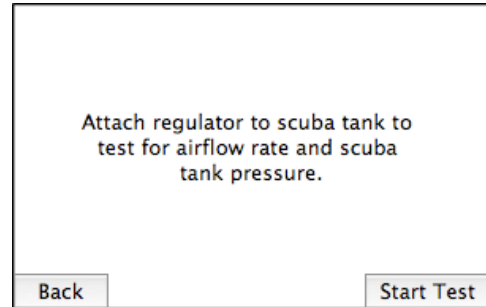 Attach regulator to scuba tank to
test for airflow rate and scuba
tank pressure.
Back
Start Test